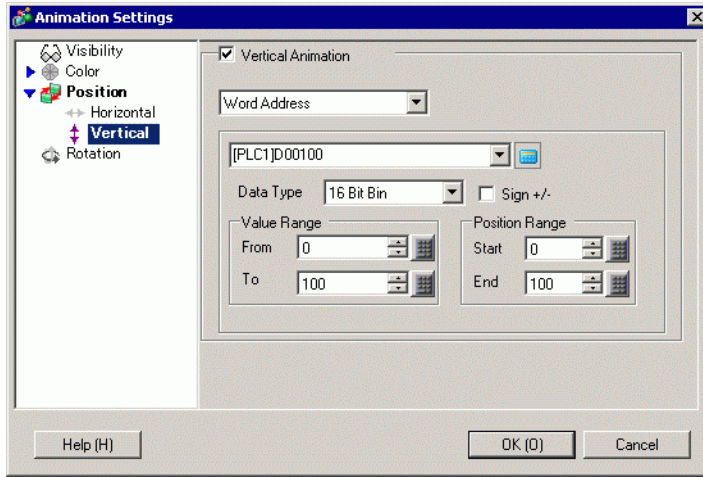 Animation Settings
Visibility
Color
Position
Horizontal
Vertical
Rotation
Vertical Animation
Word Address
[PLC1]D00100
Data Type 16 Bit Bin Sign +/-
Value Range
From 0
To 100
Position Range
Start 0
End 100
Help (H)
OK (O)
Cancel